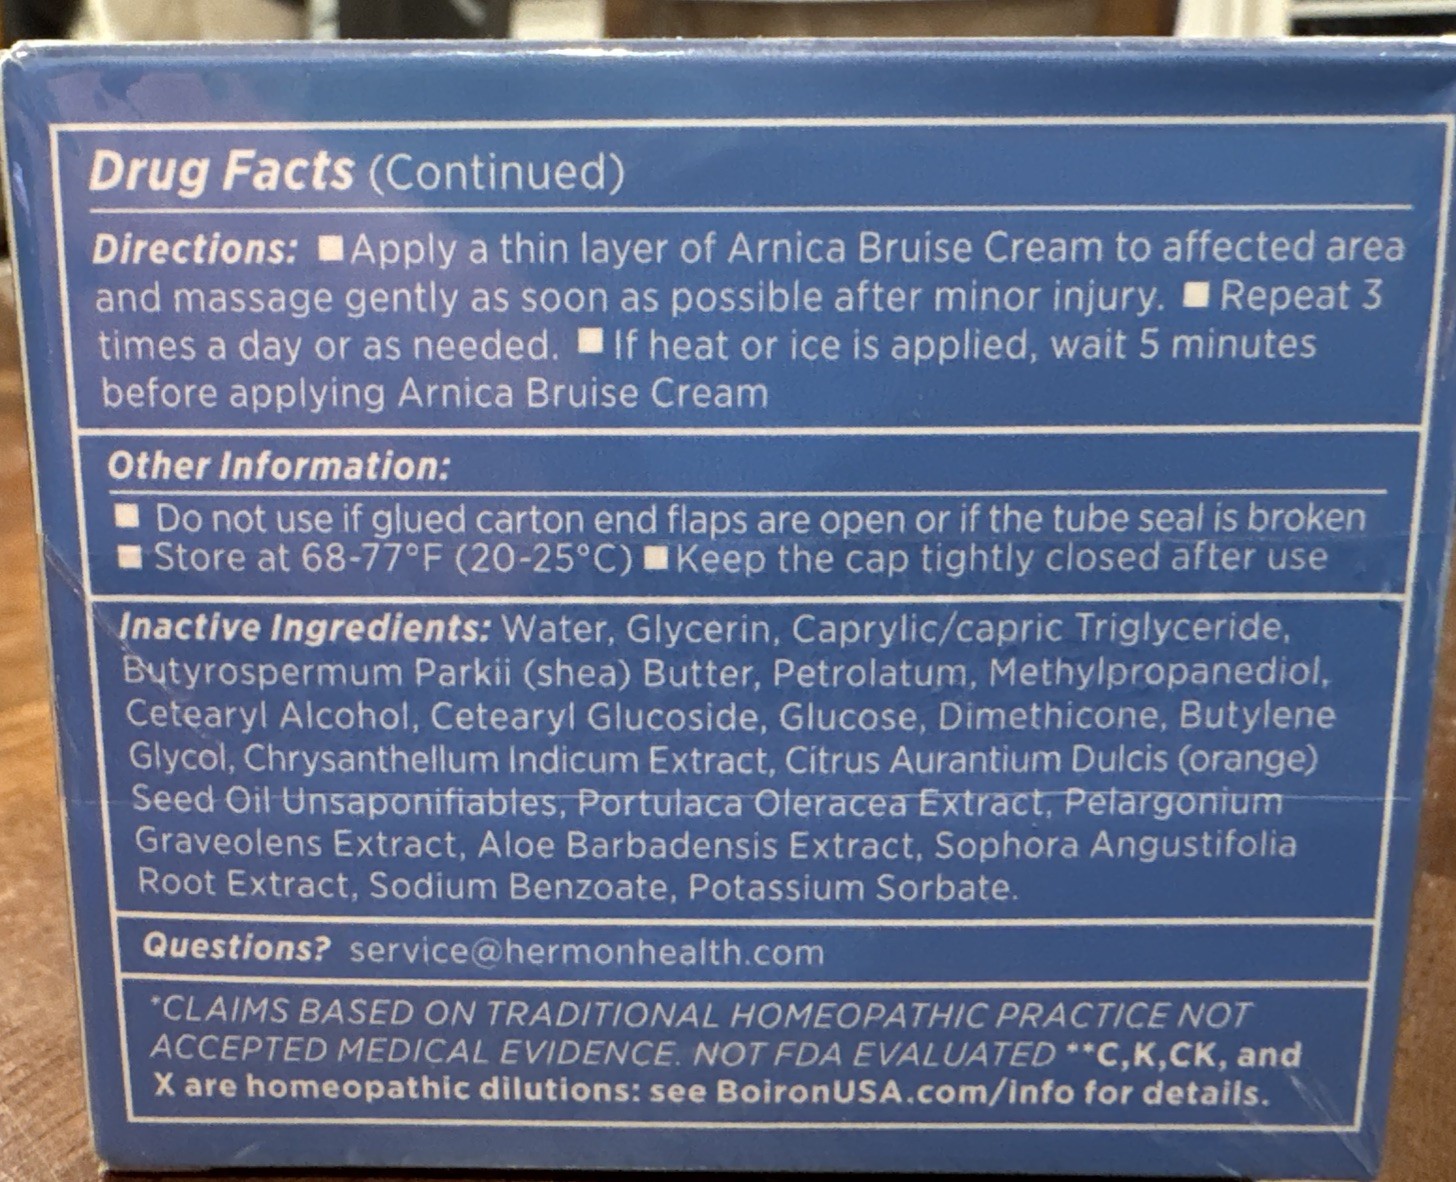 Drug Facts (Continued)
Directions: ■ Apply a thin layer of Arnica Bruise Cream to affected area
and massage gently as soon as possible after minor injury. ■ Repeat 3
times a day or as needed. ■ If heat or ice is applied, wait 5 minutes
before applying Arnica Bruise Cream
Other Information:
■ Do not use if glued carton end flaps are open or if the tube seal is broken
■ Store at 68-77°F (20-25°C) ■ Keep the cap tightly closed after use
Inactive Ingredients: Water, Glycerin, Caprylic/capric Triglyceride,
Butyrospermum Parkii (shea) Butter, Petrolatum, Methylpropanediol,
Cetearyl Alcohol, Cetearyl Glucoside, Glucose, Dimethicone, Butylene
Glycol, Chrysanthellum Indicum Extract, Citrus Aurantium Dulcis (orange)
Seed Oil Unsaponifiables, Portulaca Oleracea Extract, Pelargonium
Graveolens Extract, Aloe Barbadensis Extract, Sophora Angustifolia
Root Extract, Sodium Benzoate, Potassium Sorbate.
Questions? service@hermonhealth.com
*CLAIMS BASED ON TRADITIONAL HOMEOPATHIC PRACTICE NOT
ACCEPTED MEDICAL EVIDENCE. NOT FDA EVALUATED **C,K,CK, and
X are homeopathic dilutions: see BoironUSA.com/info for details.